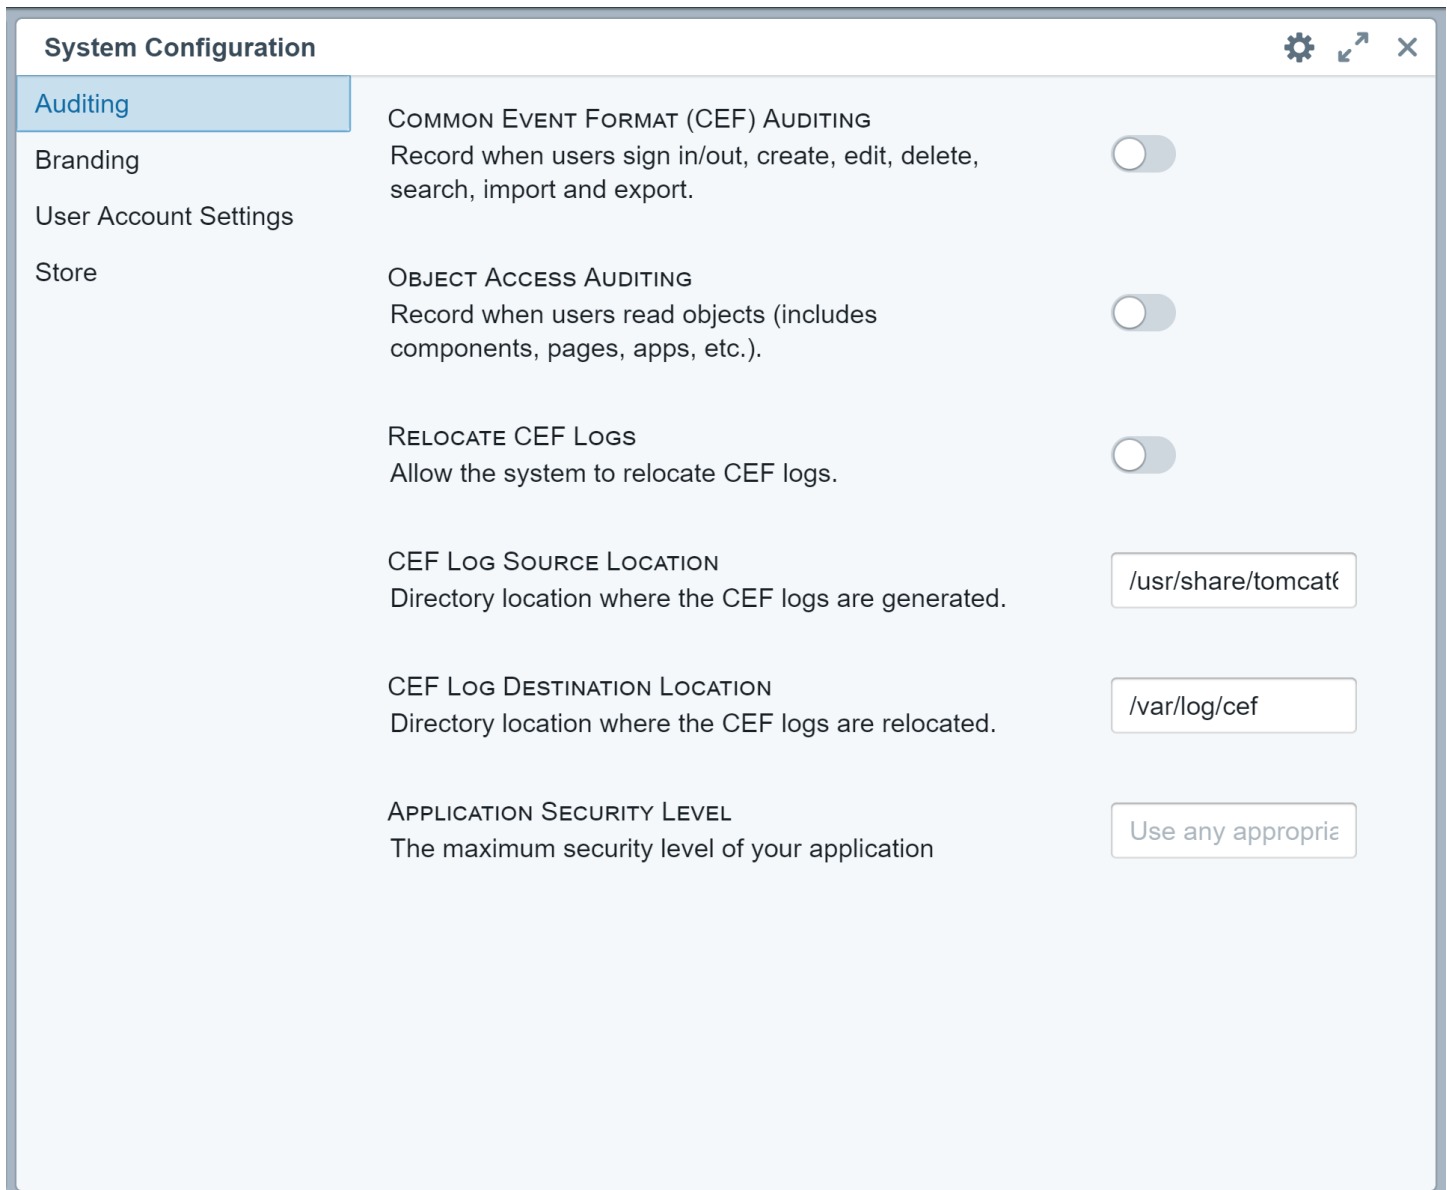 System Configuration
Auditing
Branding
User Account Settings
Store
Common Event Format (CEF) Auditing
Record when users sign in/out, create, edit, delete,
search, import and export.
Object Access Auditing
Record when users read objects (includes
components, pages, apps, etc.).
Relocate CEF Logs
Allow the system to relocate CEF logs.
CEF Log Source Location
Directory location where the CEF logs are generated.
/usr/share/tomcat6
CEF Log Destination Location
Directory location where the CEF logs are relocated.
/var/log/cef
Application Security Level
The maximum security level of your application
Use any appropria